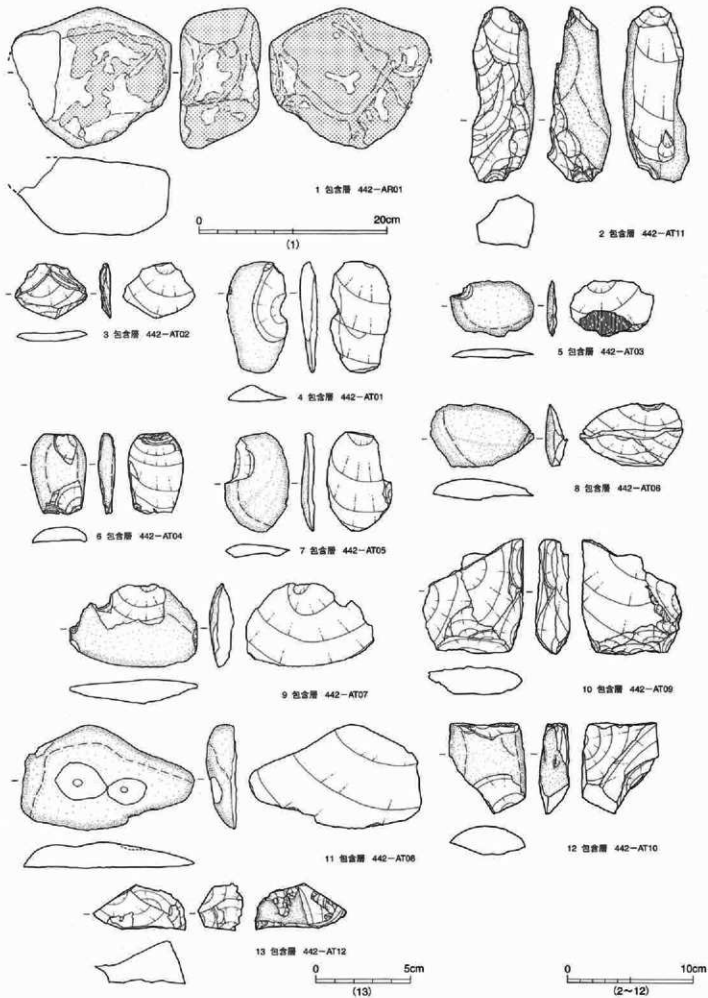 1 包含層 442-AR01
0 20cm
(1)
2 包含層 442-AT11
3 包含層 442-AT02
4 包含層 442-AT01
5 包含層 442-AT03
6 包含層 442-AT04
7 包含層 442-AT05
8 包含層 442-AT06
9 包含層 442-AT07
10 包含層 442-AT09
11 包含層 442-AT08
12 包含層 442-AT10
13 包含層 442-AT12
0 5cm
(13)
0 10cm
(2~12)